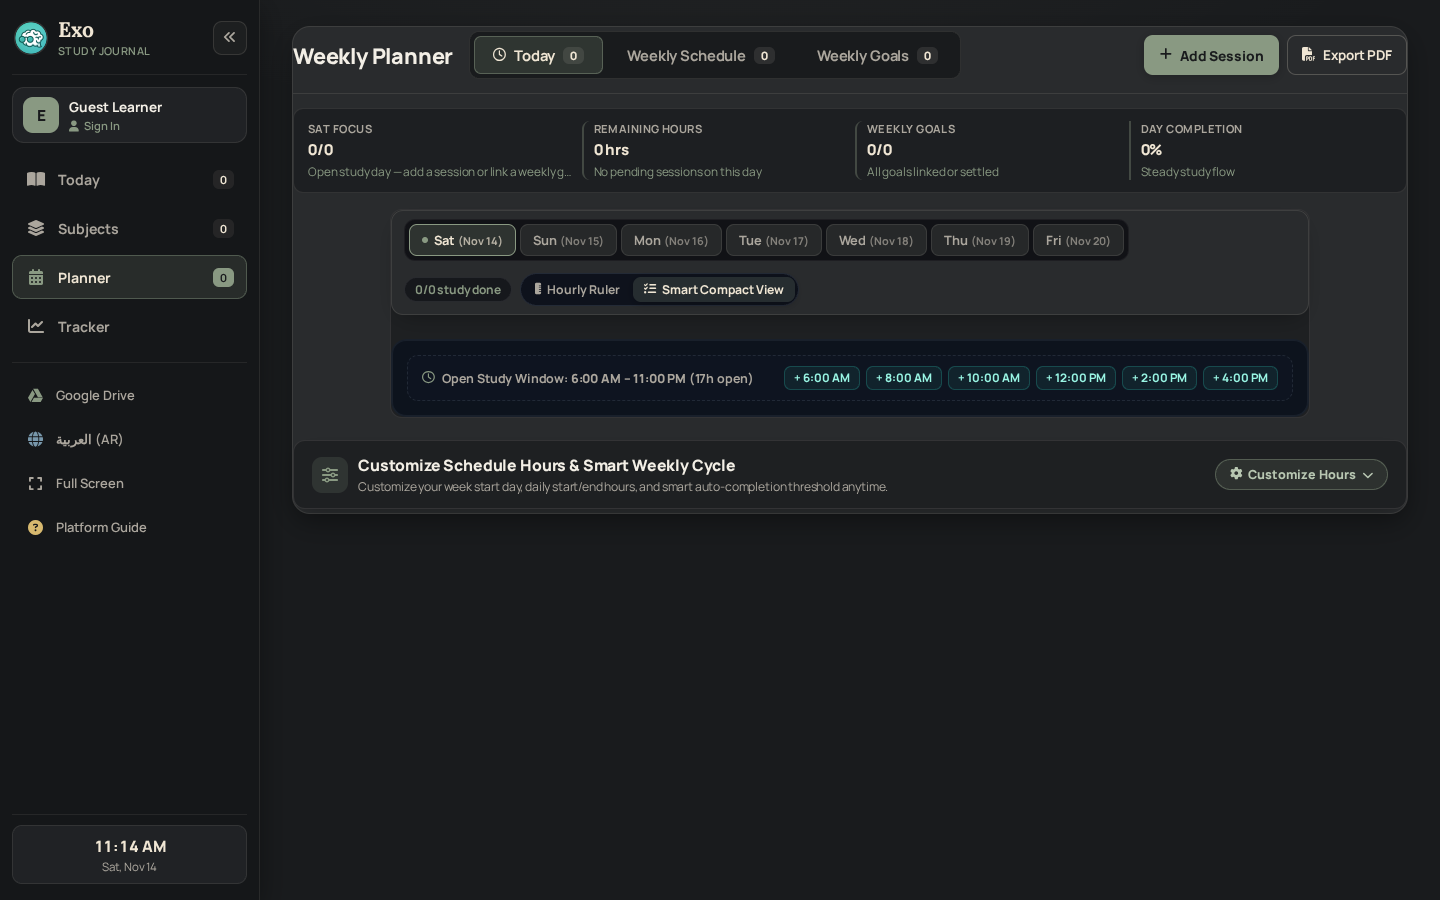 Exo
STUDY JOURNAL
E
Guest Learner
Sign In
Today 0
Subjects 0
Planner 0
Tracker
Google Drive
العربية (AR)
Full Screen
Platform Guide
11:14 AM
Sat, Nov 14
Weekly Planner
Today 0
Weekly Schedule 0
Weekly Goals 0
+ Add Session
Export PDF
SAT FOCUS
0/0
Open study day — add a session or link a weekly g...
REMAINING HOURS
0 hrs
No pending sessions on this day
WEEKLY GOALS
0/0
All goals linked or settled
DAY COMPLETION
0%
Steady study flow
Sat (Nov 14)
Sun (Nov 15)
Mon (Nov 16)
Tue (Nov 17)
Wed (Nov 18)
Thu (Nov 19)
Fri (Nov 20)
0/0 study done
Hourly Ruler
Smart Compact View
Open Study Window: 6:00 AM – 11:00 PM (17h open)
+ 6:00 AM
+ 8:00 AM
+ 10:00 AM
+ 12:00 PM
+ 2:00 PM
+ 4:00 PM
Customize Schedule Hours & Smart Weekly Cycle
Customize your week start day, daily start/end hours, and smart auto-completion threshold anytime.
Customize Hours